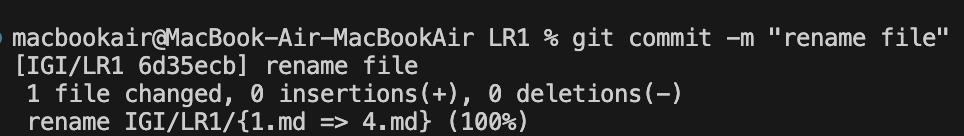 macbookair@MacBook-Air-MacBookAir LR1 % git commit -m "rename file"
[IGI/LR1 6d35ecb] rename file
 1 file changed, 0 insertions(+), 0 deletions(-)
 rename IGI/LR1/{1.md => 4.md} (100%)